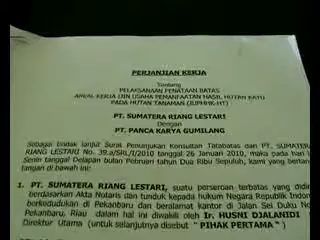 PERJANJIAN KERJA
Tentang
PELAKSANAAN PENATAAN BATAS
AREAL KERJA IJIN USAHA PEMANFAATAN HASIL HUTAN KAYU
PADA HUTAN TANAMAN (IUPHHK-HT)
PT. SUMATERA RIANG LESTARI
Dengan
PT. PANCA KARYA GUMILANG
Sebagai tindak lanjut Surat Penunjukan Konsultan Tatabatas dari PT. SUMATERA
RIANG LESTARI No. 39.a/SRL/I/2010 tanggal 26 Januari 2010, maka pada hari
Senin tanggal Delapan bulan Pebruari tahun Dua Ribu Sepuluh, kami yang bertan
tangan di bawah ini:
1. PT. SUMATERA RIANG LESTARI, suatu perseroan terbatas yang didiri
berdasarkan Akta Notaris dan tunduk kepada hukum Negara Republik Indone
berkedudukan di Pekanbaru dan beralamat kantor di Jalan Sei Duku No
Pekanbaru, Riau dalam hal ini diwakili oleh Ir. HUSNI DJALANIDI
Direktur Utama (untuk selanjutnya disebut "PIHAK PERTAMA")